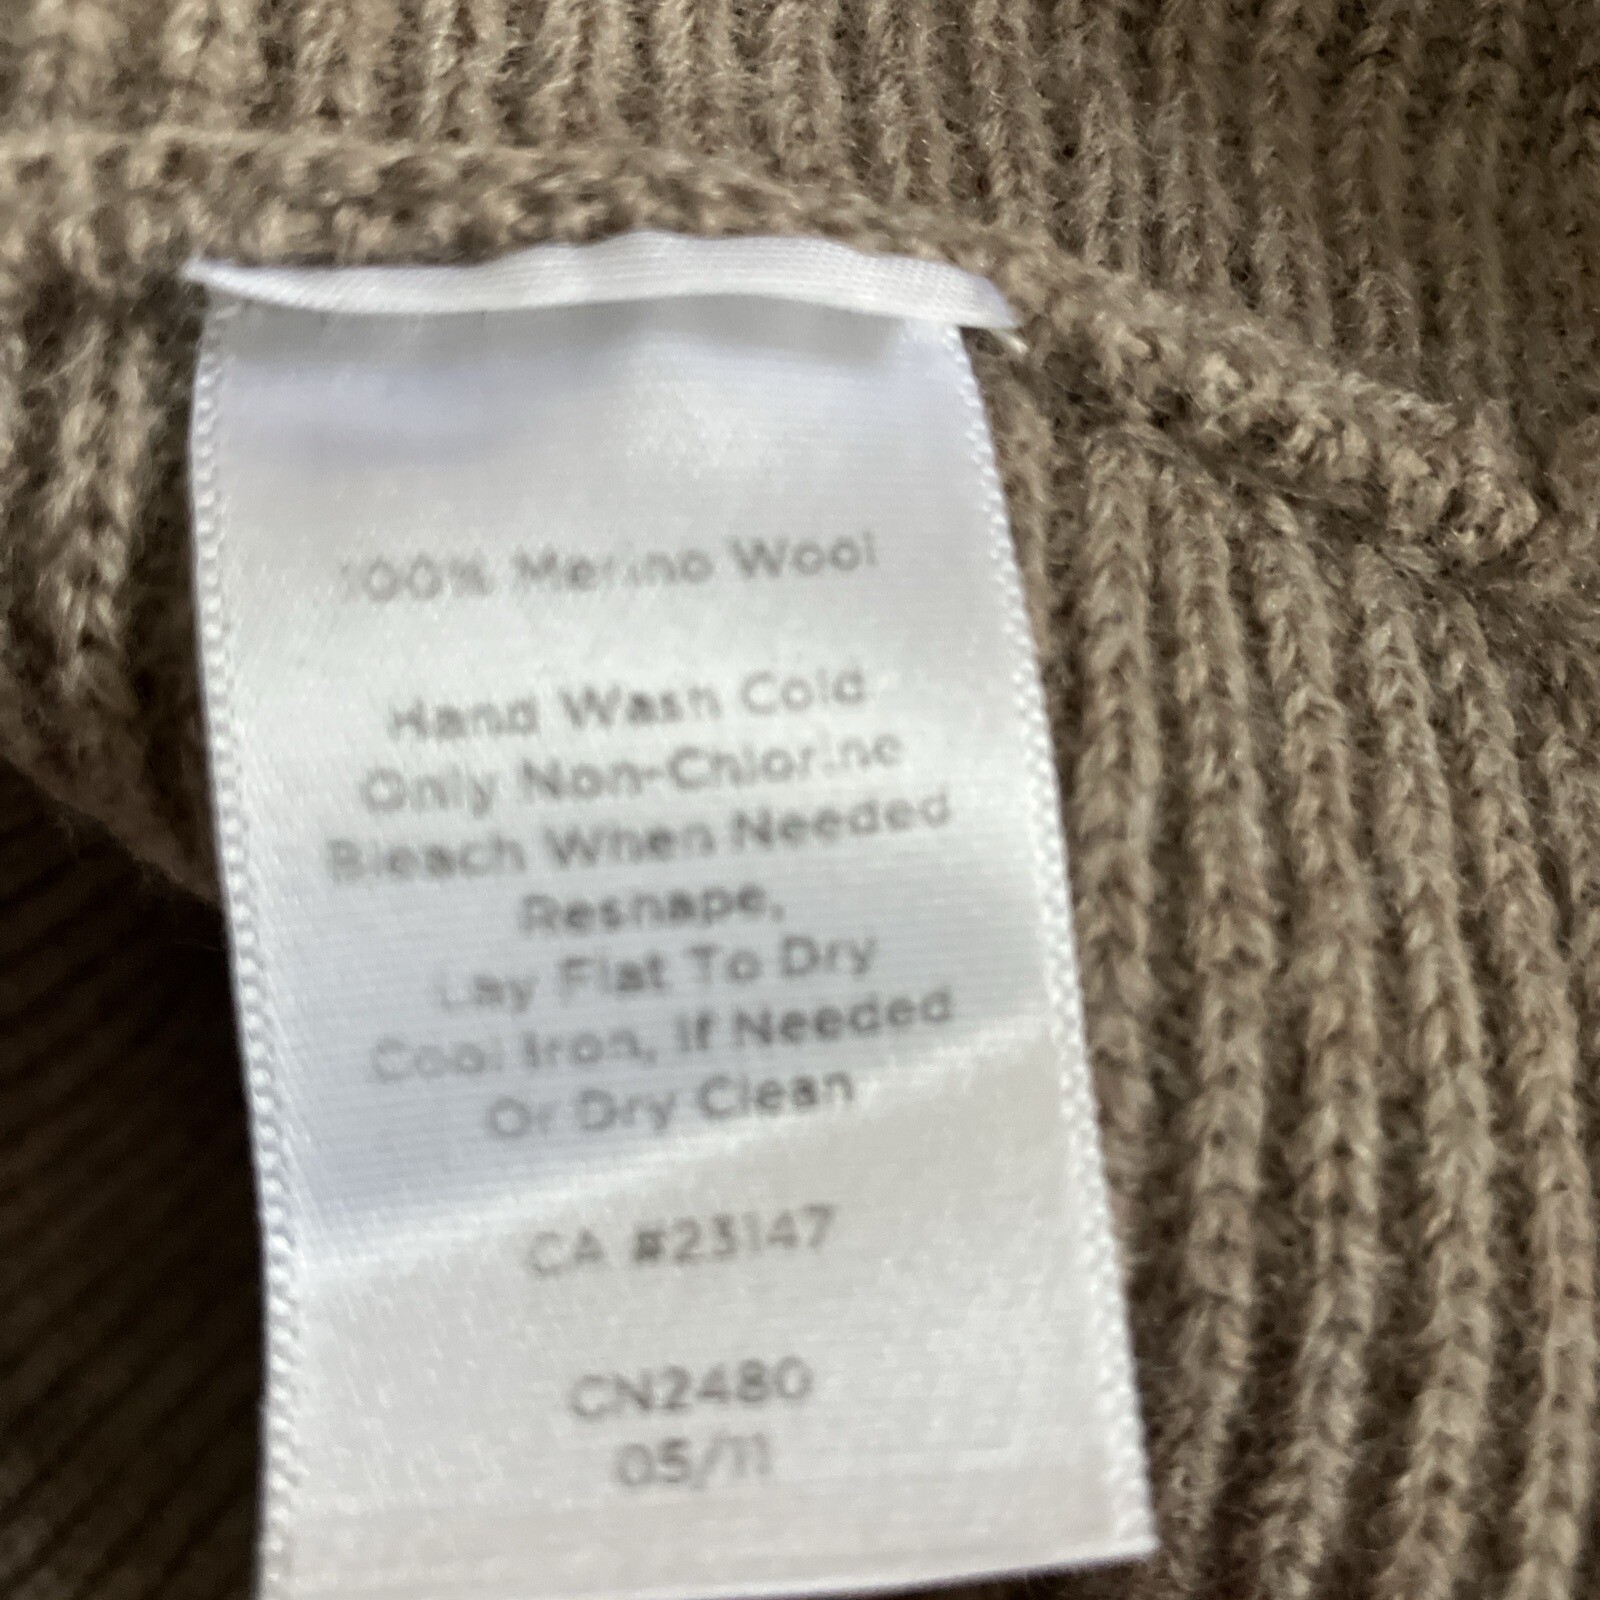 100% Merino Wool
Hand Wash Cold
Only Non-Chlorine
Bleach When Needed
Reshape,
Lay Flat To Dry
Cool Iron, If Needed
Or Dry Clean
CA #23147
CN2480
05/11